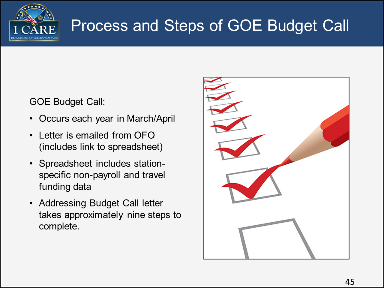 Process and Steps of GOE Budget Call
I CARE
GOE Budget Call:
• Occurs each year in March/April
• Letter is emailed from OFO
(includes link to spreadsheet)
• Spreadsheet includes station-
specific non-payroll and travel
funding data
• Addressing Budget Call letter
takes approximately nine steps to
complete.
45